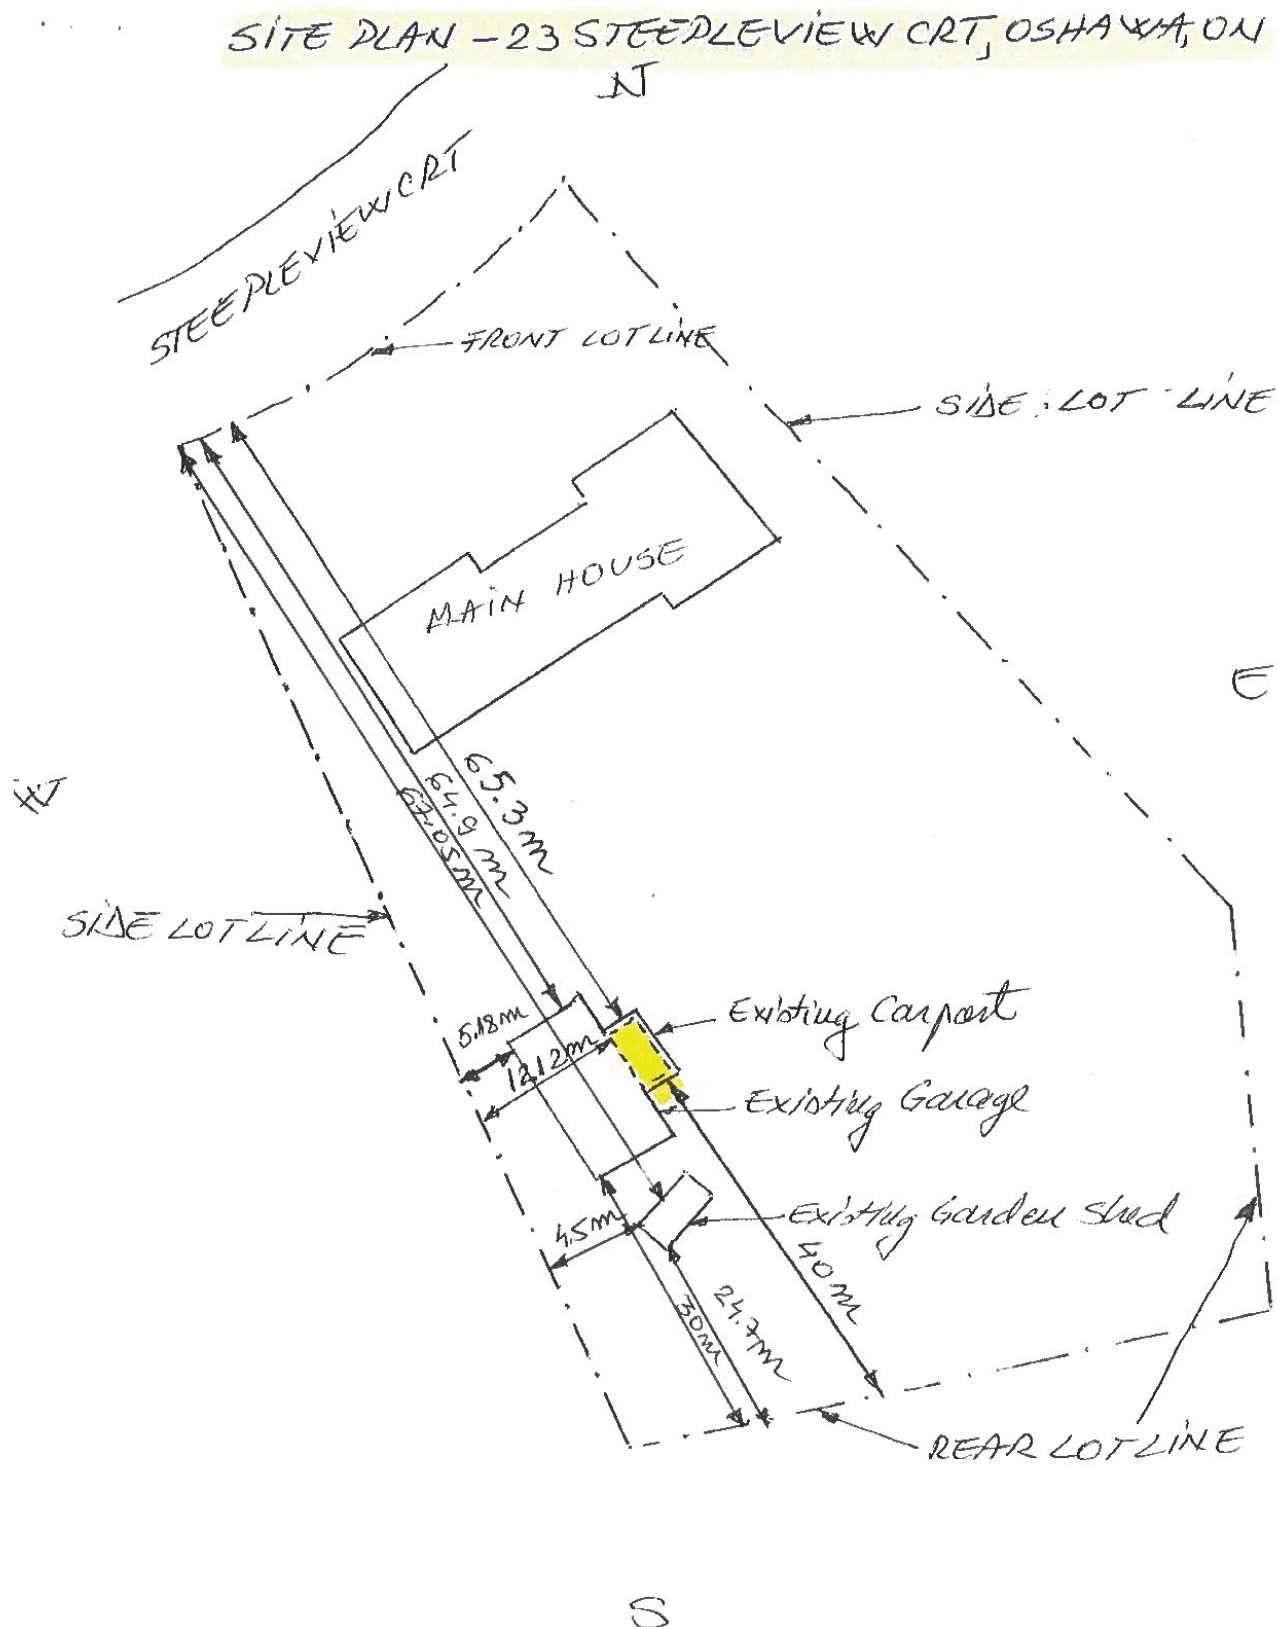 SITE PLAN - 23 STEEPLEVIEW CRT, OSHAWA, ON
N
STEEPLEVIEW CRT
FRONT LOT LINE
SIDE LOT LINE
MAIN HOUSE
E
W
65.3m
64.9m
67.05m
SIDE LOT LINE
Existing Carport
5.18m
12.12m
Existing Garage
Existing Garden Shed
4.5m
40m
24.7m
30m
REAR LOT LINE
S